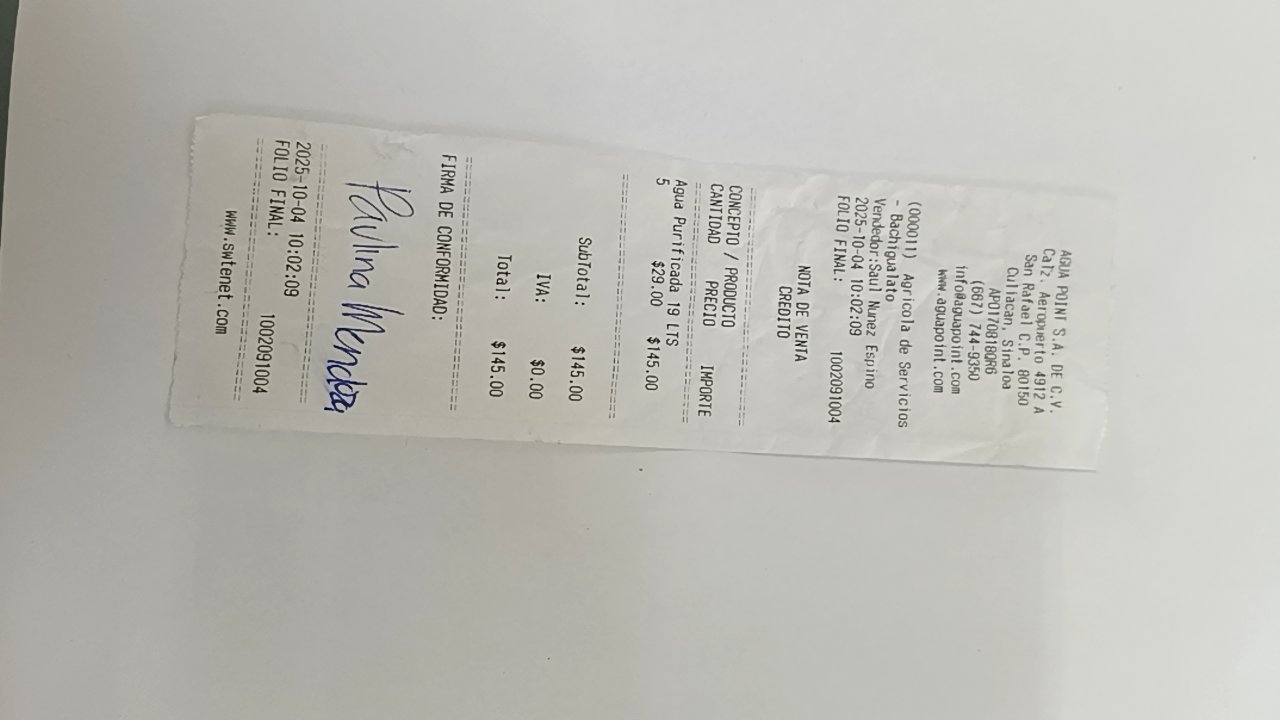 AGUA POINT S.A. DE C.V.
Calz. Aeropuerto 4912 A
San Rafael C.P. 80150
Culiacan, Sinaloa
APO170818QR6
(667) 744-9350
info@aguapoint.com
www.aguapoint.com
(000011) Agricola de Servicios
- Bachigualato
Vendedor:Saul Nunez Espino
2025-10-04 10:02:09
FOLIO FINAL: 1002091004
NOTA DE VENTA
CREDITO
CONCEPTO / PRODUCTO
CANTIDAD PRECIO IMPORTE
Agua Purificada 19 LTS
5 $29.00 $145.00
SubTotal: $145.00
IVA: $0.00
Total: $145.00
FIRMA DE CONFORMIDAD:
Paulina Mendoza
2025-10-04 10:02:09
FOLIO FINAL: 1002091004
www.swtenet.com